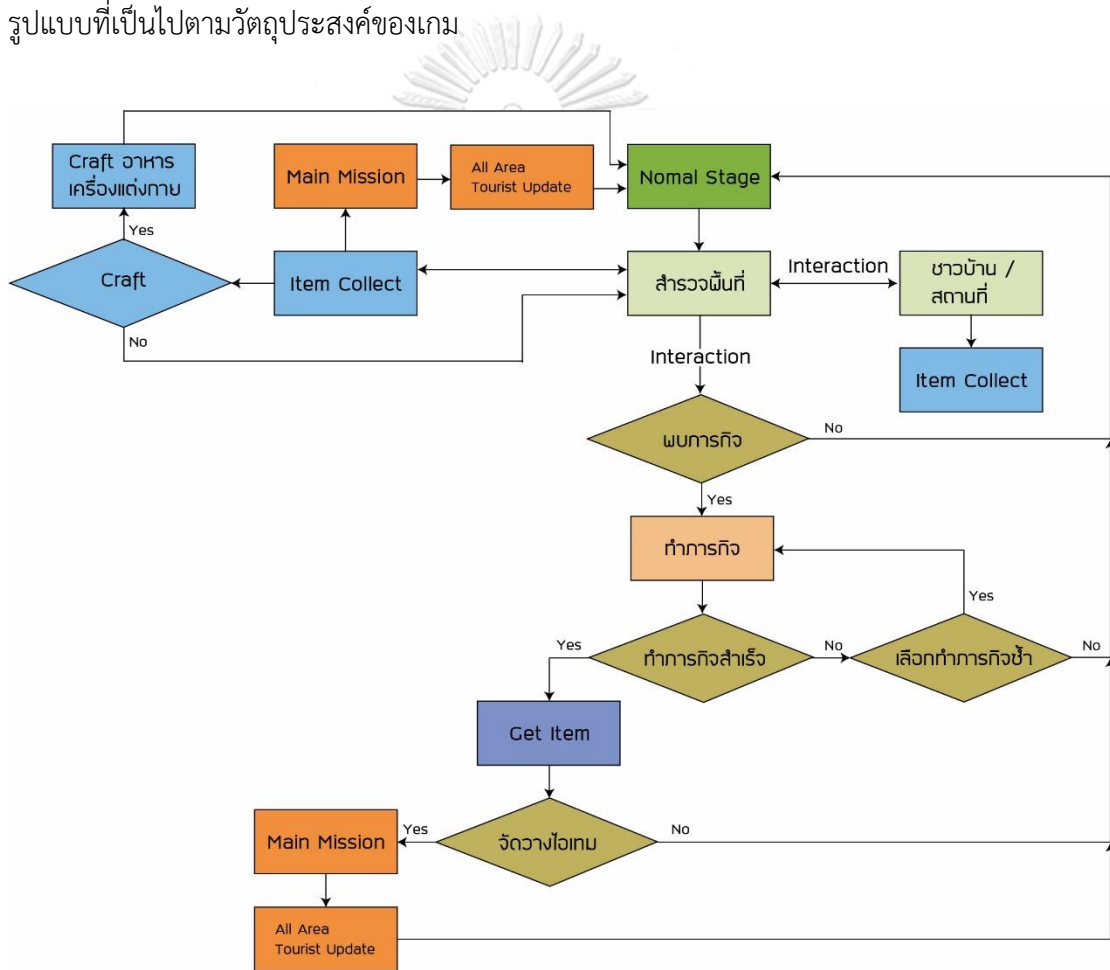 รูปแบบที่เป็นไปตามวัตถุประสงค์ของเกม
Craft อาหาร
เครื่องแต่งกาย
Main Mission
All Area
Tourist Update
Nomal Stage
Yes
Craft
Item Collect
สำรวจพื้นที่
Interaction
ชาวบ้าน /
สถานที่
No
Interaction
Item Collect
พบภารกิจ
No
Yes
ทำภารกิจ
Yes
Yes
ทำภารกิจสำเร็จ
No
เลือกทำภารกิจซ้ำ
No
Get Item
Main Mission
Yes
จัดวางไอเทม
No
All Area
Tourist Update